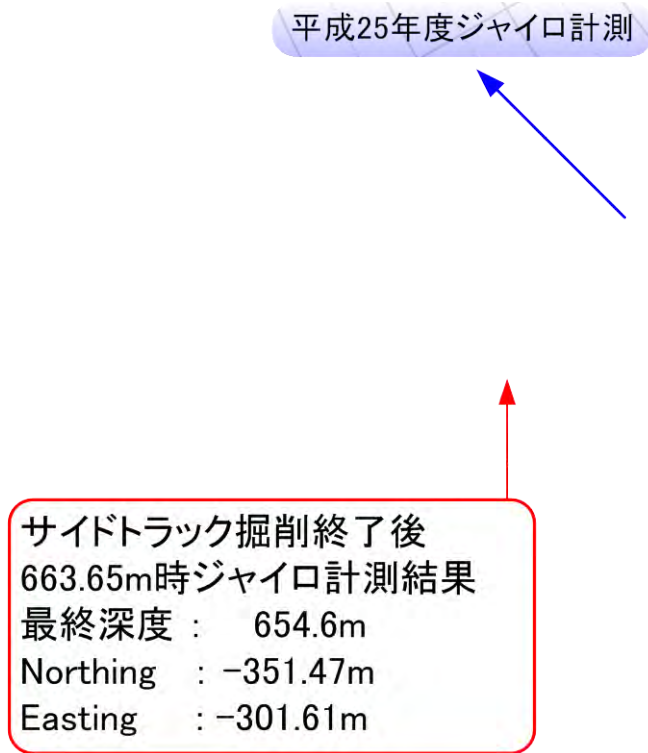 平成25年度ジャイロ計測
サイドトラック掘削終了後
663.65m時ジャイロ計測結果
最終深度 : 654.6m
Northing : -351.47m
Easting : -301.61m